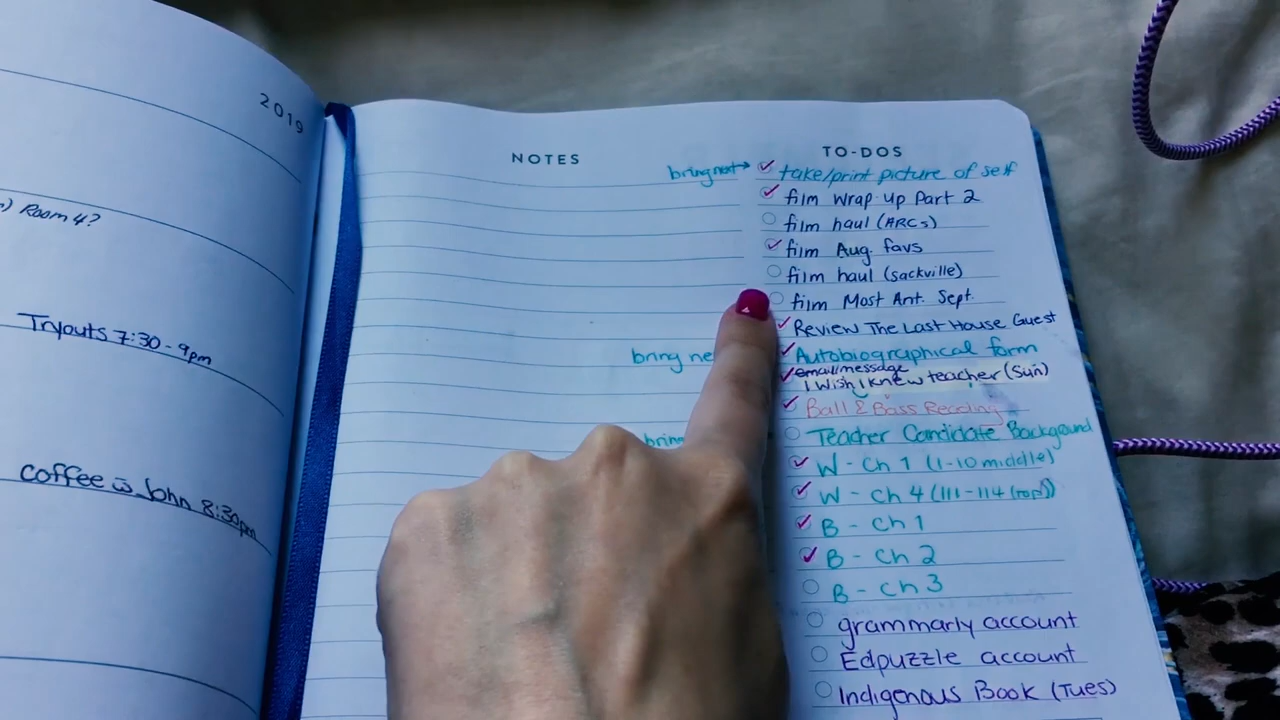 2019
) Room 4?
Tryouts 7:30 - 9pm
coffee w John 8:30pm
NOTES
TO-DOS
bring next → take/print picture of self
film Wrap up Part 2
film haul (ARCs)
film Aug. favs
film haul (sackville)
film Most Ant. Sept.
Review The Last House Guest
bring ne Autobiographical form
email/message
I Wish I Knew teacher (Sun)
Ball & Bass Reading
bring Teacher Candidate Background
W - Ch 1 (1-10 middle)
W - Ch 4 (111-114 (top))
B - Ch 1
B - Ch 2
B - Ch 3
grammarly account
Edpuzzle account
Indigenous Book (Tues)